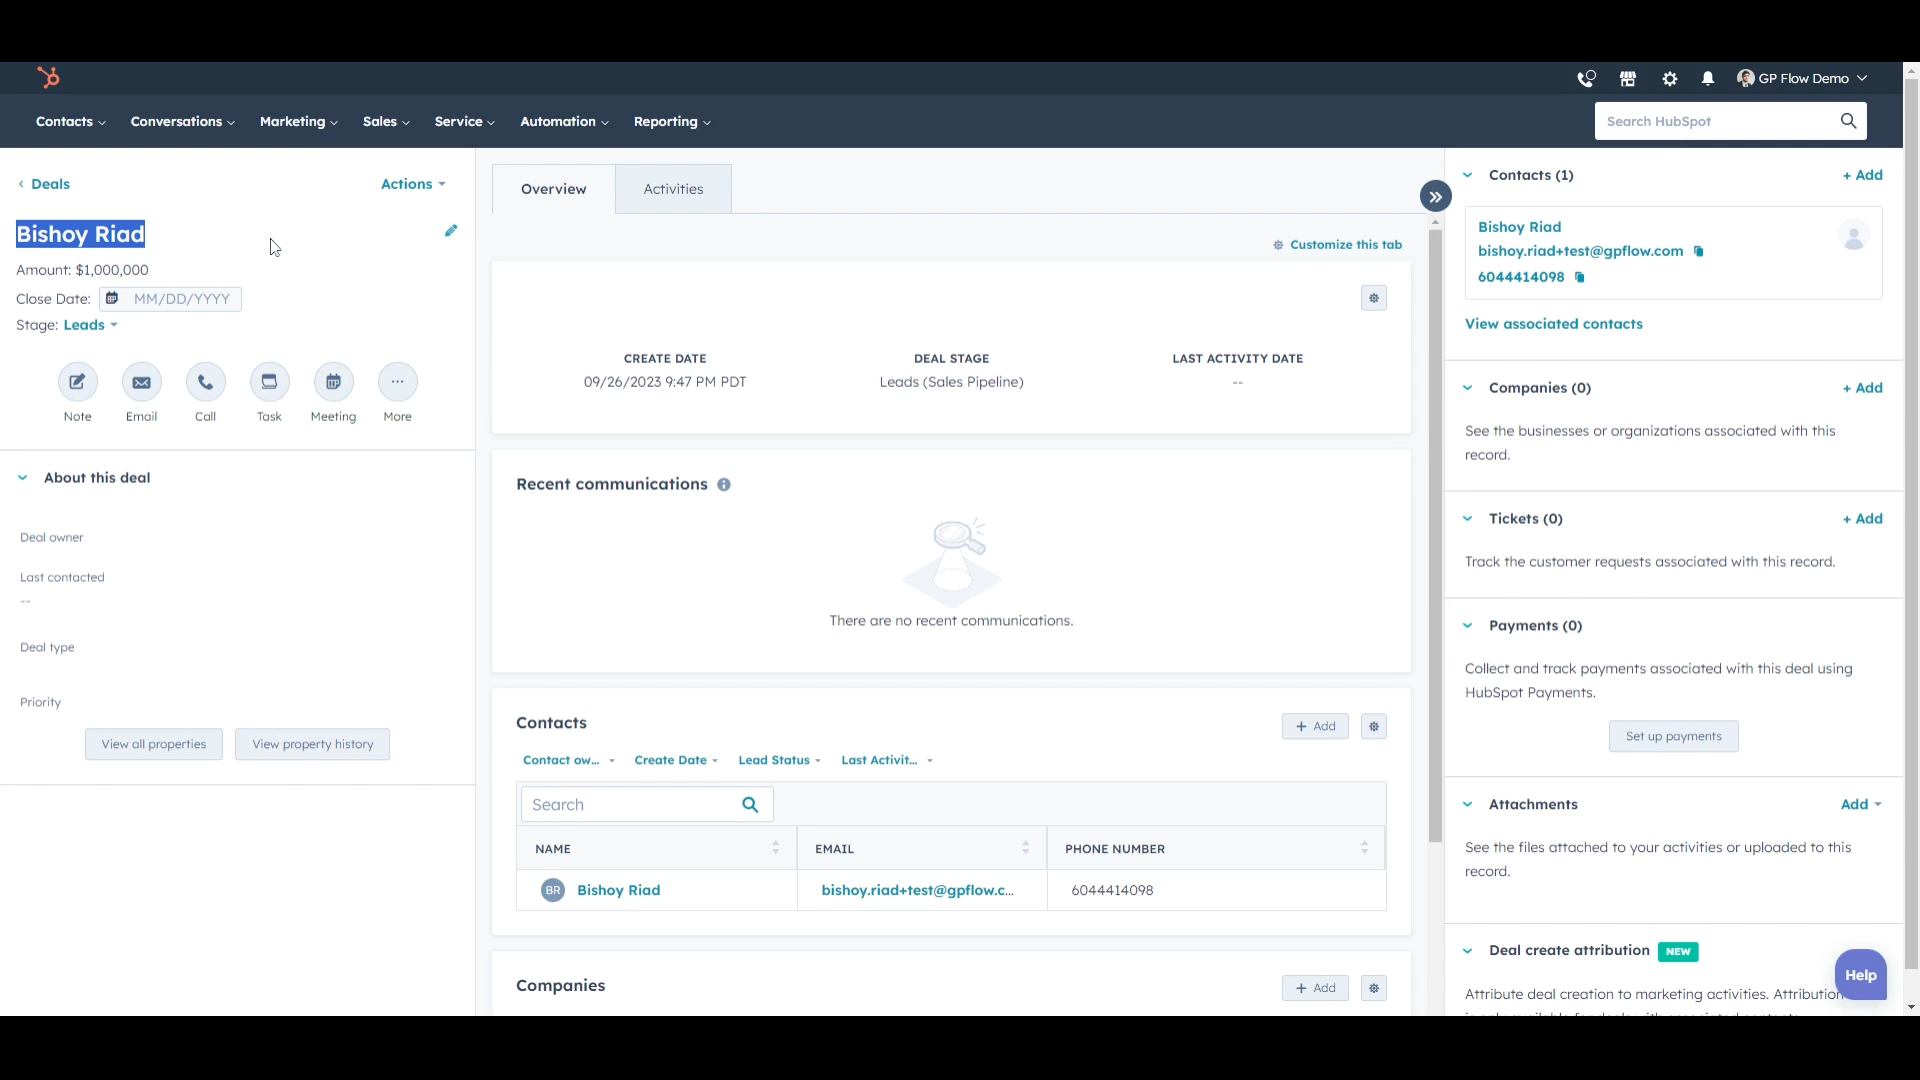 GP Flow Demo
Contacts
Conversations
Marketing
Sales
Service
Automation
Reporting
Search HubSpot
Deals
Actions
Bishoy Riad
Amount: $1,000,000
Close Date: MM/DD/YYYY
Stage: Leads
Note
Email
Call
Task
Meeting
More
About this deal
Deal owner
Last contacted
--
Deal type
Priority
View all properties
View property history
Overview
Activities
Customize this tab
CREATE DATE
09/26/2023 9:47 PM PDT
DEAL STAGE
Leads (Sales Pipeline)
LAST ACTIVITY DATE
--
Recent communications
There are no recent communications.
Contacts
+ Add
Contact ow...
Create Date
Lead Status
Last Activit...
Search
NAME
EMAIL
PHONE NUMBER
BR
Bishoy Riad
bishoy.riad+test@gpflow.c...
6044414098
Companies
+ Add
Contacts (1)
+ Add
Bishoy Riad
bishoy.riad+test@gpflow.com
6044414098
View associated contacts
Companies (0)
+ Add
See the businesses or organizations associated with this
record.
Tickets (0)
+ Add
Track the customer requests associated with this record.
Payments (0)
Collect and track payments associated with this deal using
HubSpot Payments.
Set up payments
Attachments
Add
See the files attached to your activities or uploaded to this
record.
Deal create attribution NEW
Attribute deal creation to marketing activities. Attribution
Help